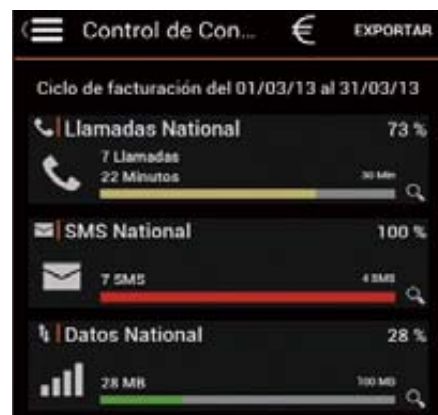 Control de Con... € EXPORTAR
Ciclo de facturación del 01/03/13 al 31/03/13
Llamadas National 73 %
7 Llamadas
22 Minutos 30 Min
SMS National 100 %
7 SMS 4 SMS
Datos National 28 %
28 MB 100 MB